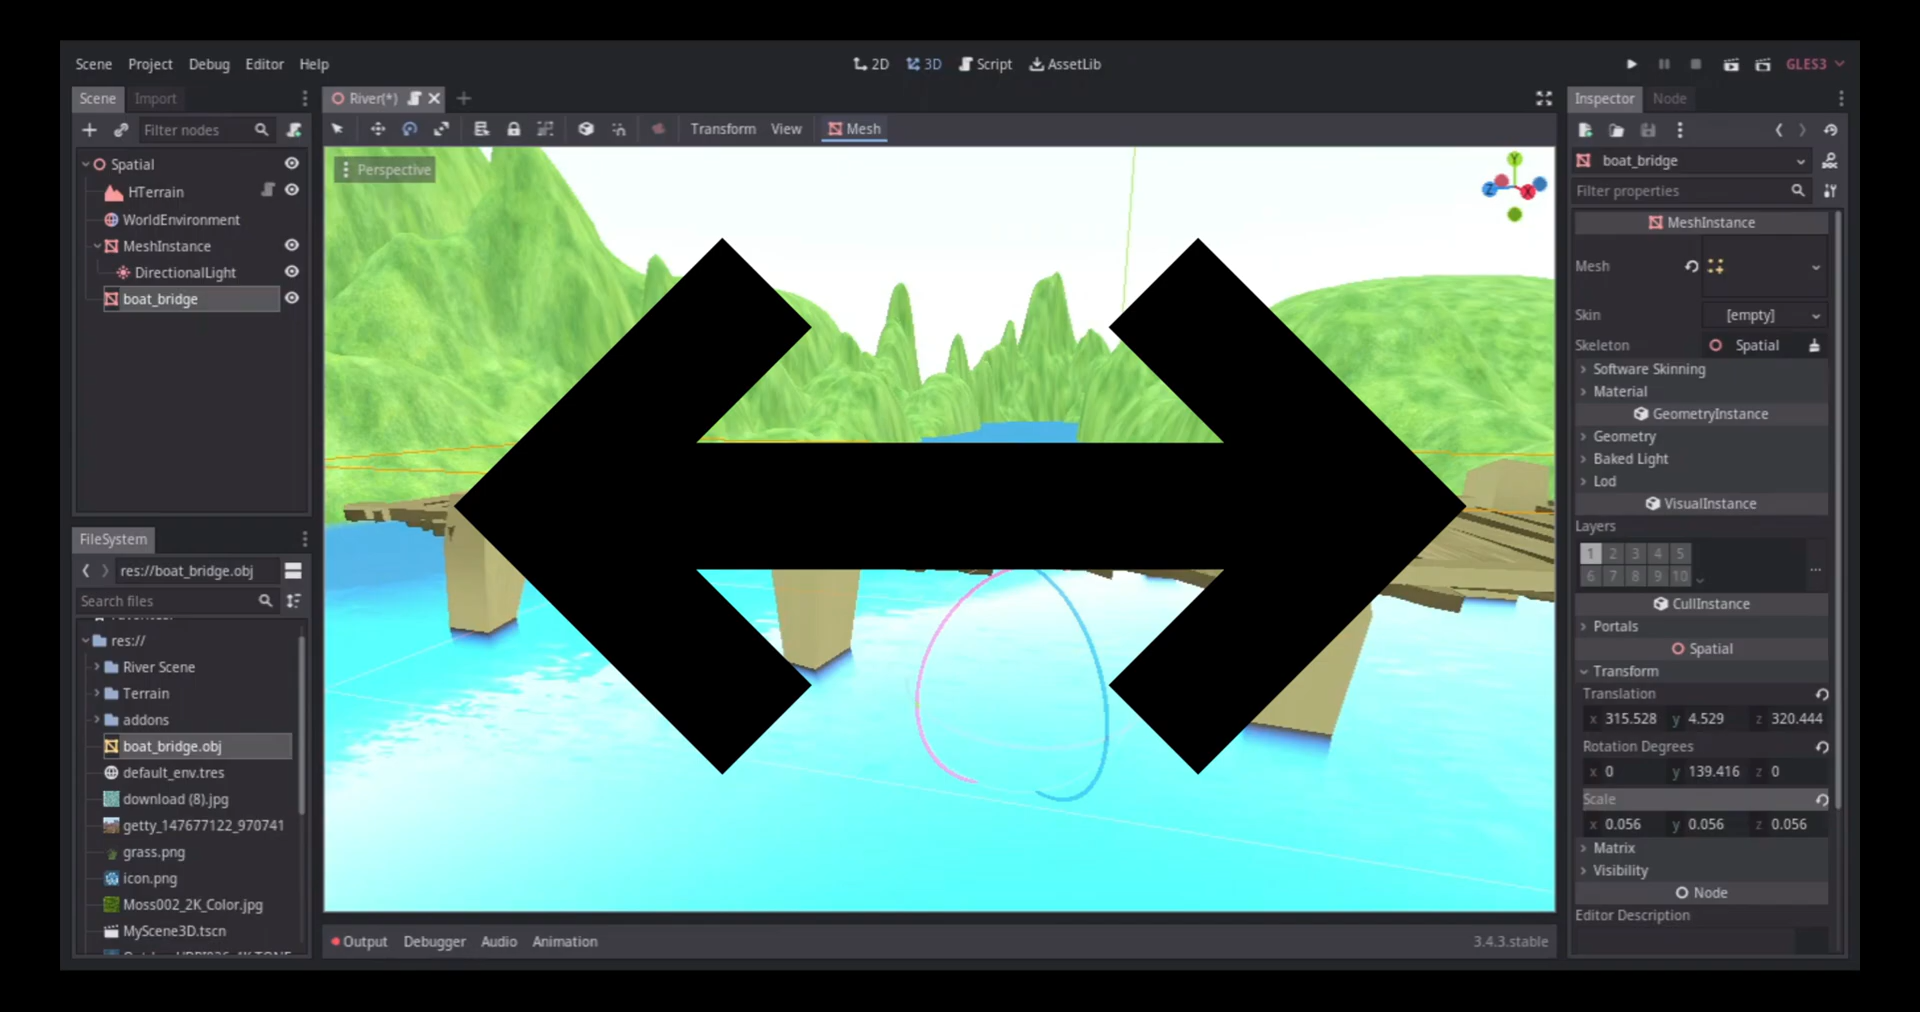 Scene Project Debug Editor Help
2D 3D Script AssetLib
GLES3
Scene Import
River(*)
Inspector Node
Filter nodes
Transform View Mesh
Perspective
Spatial
HTerrain
WorldEnvironment
MeshInstance
DirectionalLight
boat_bridge
Y
Z
X
FileSystem
res://boat_bridge.obj
Search files
res://
River Scene
Terrain
addons
boat_bridge.obj
default_env.tres
download (8).jpg
getty_147677122_970741
grass.png
icon.png
Moss002_2K_Color.jpg
MyScene3D.tscn
Output Debugger Audio Animation
3.4.3.stable
boat_bridge
Filter properties
MeshInstance
Mesh
Skin [empty]
Skeleton Spatial
Software Skinning
Material
GeometryInstance
Geometry
Baked Light
Lod
VisualInstance
Layers
1 2 3 4 5
6 7 8 9 10
...
CullInstance
Portals
Spatial
Transform
Translation
x 315.528 y 4.529 z 320.444
Rotation Degrees
x 0 y 139.416 z 0
Scale
x 0.056 y 0.056 z 0.056
Matrix
Visibility
Node
Editor Description